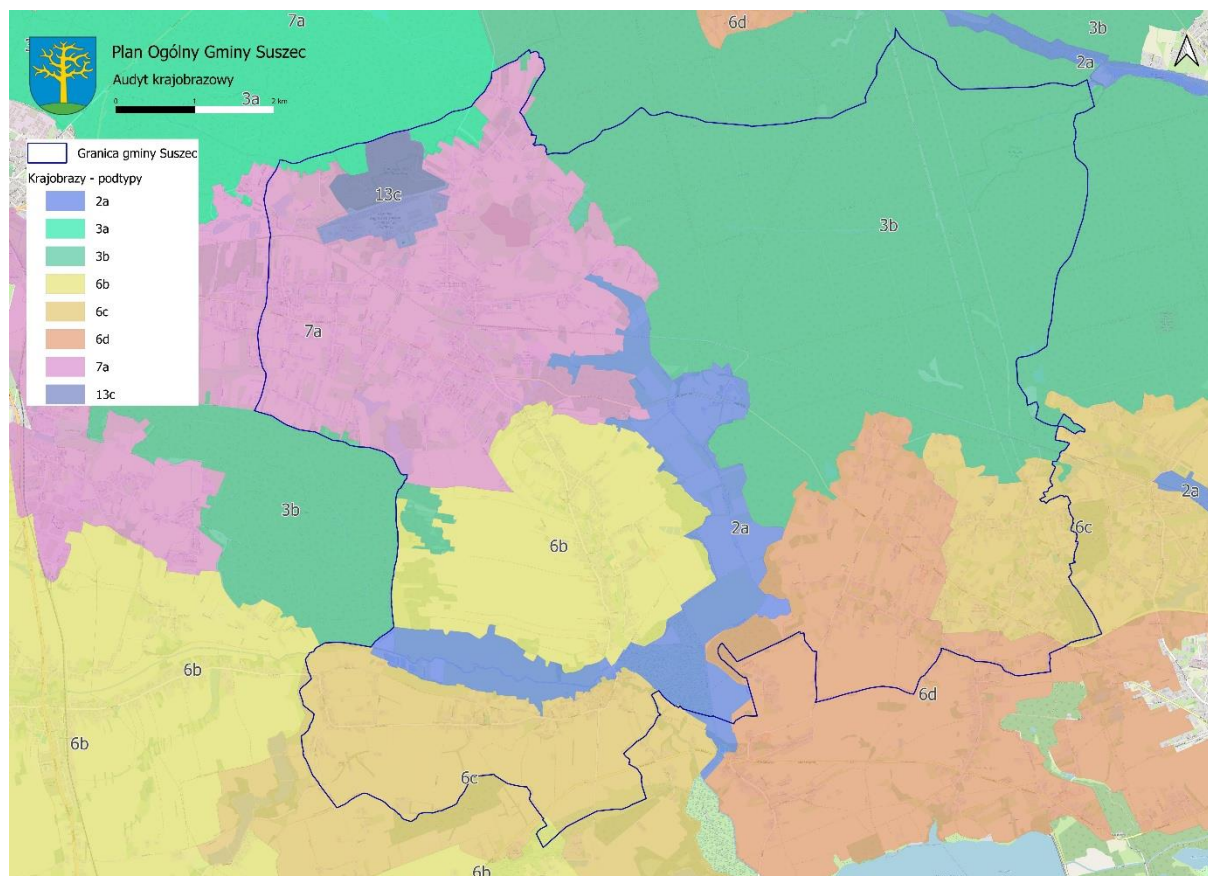 7a
6d
3b
2a
Plan Ogólny Gminy Suszec
Audyt krajobrazowy
0 1 2 km
3a
Granica gminy Suszec
Krajobrazy - podtypy
2a
3a
3b
6b
6c
6d
7a
13c
13c
3b
7a
2a
3b
6b
2a
6c
6b
6d
6b
6c
6b